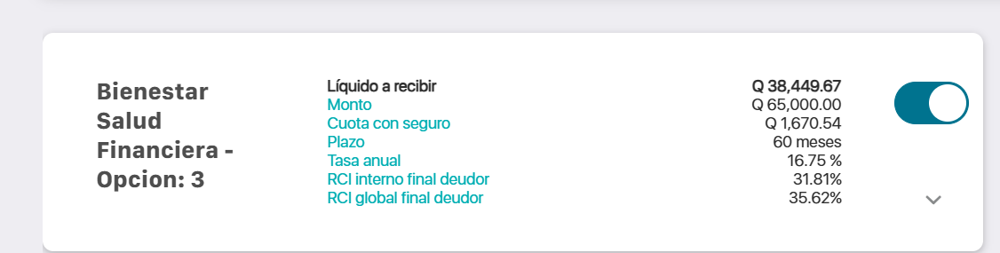 Bienestar
Salud
Financiera -
Opcion: 3
Líquido a recibir Q 38,449.67
Monto Q 65,000.00
Cuota con seguro Q 1,670.54
Plazo 60 meses
Tasa anual 16.75 %
RCI interno final deudor 31.81%
RCI global final deudor 35.62%